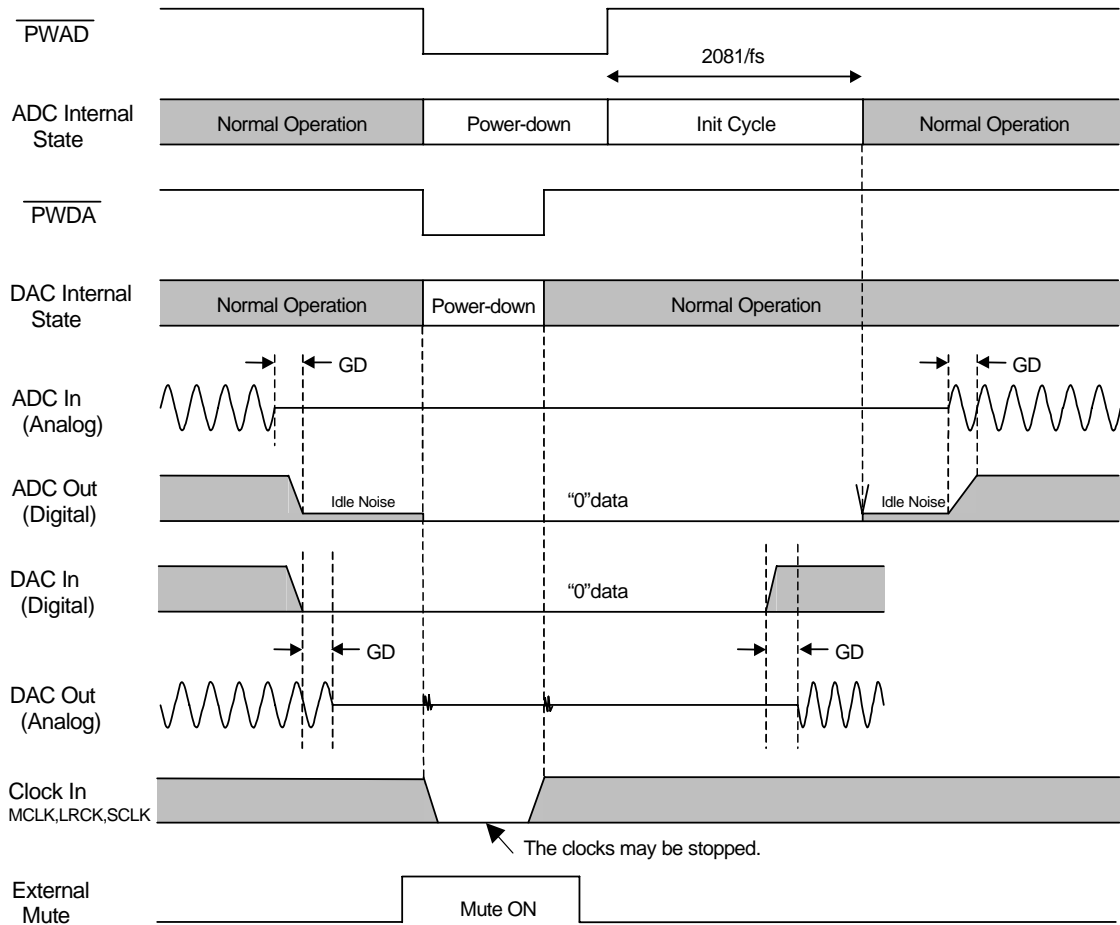 PWAD
2081/fs
ADC Internal
State
Normal Operation
Power-down
Init Cycle
Normal Operation
PWDA
DAC Internal
State
Normal Operation
Power-down
Normal Operation
GD
GD
ADC In
(Analog)
ADC Out
(Digital)
Idle Noise
“0”data
Idle Noise
DAC In
(Digital)
“0”data
GD
GD
DAC Out
(Analog)
Clock In
MCLK,LRCK,SCLK
The clocks may be stopped.
External
Mute
Mute ON